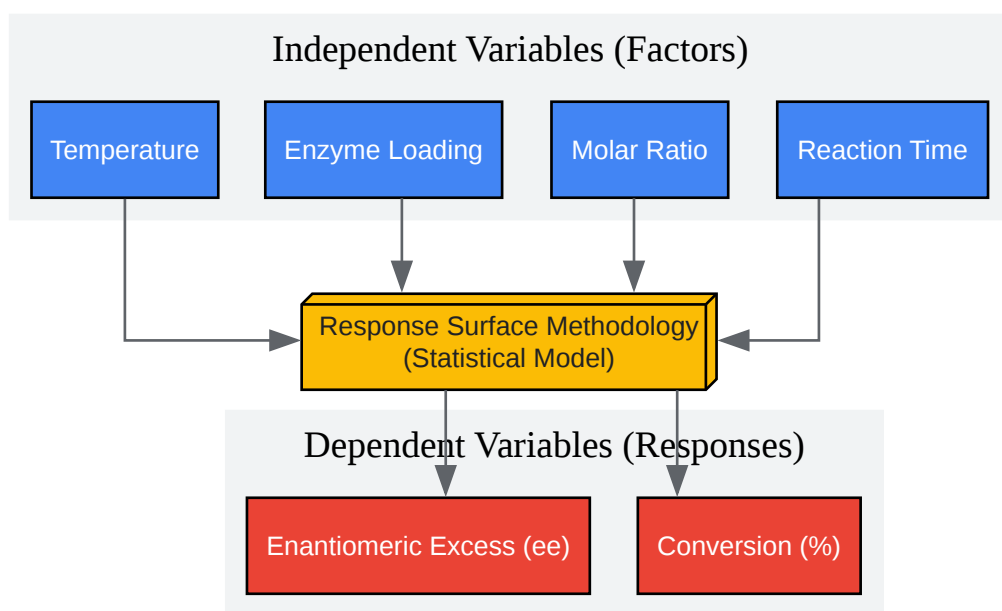 Independent Variables (Factors)
Temperature
Enzyme Loading
Molar Ratio
Reaction Time
Response Surface Methodology
(Statistical Model)
Dependent Variables (Responses)
Enantiomeric Excess (ee)
Conversion (%)